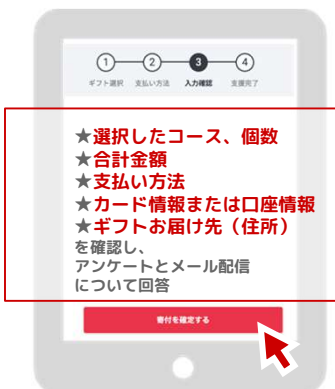 1 2 3 4
ギフト選択 支払い方法 入力確認 支援完了
★選択したコース、個数
★合計金額
★支払い方法
★カード情報または口座情報
★ギフトお届け先（住所）
を確認し、
アンケートとメール配信
について回答
寄付を確定する